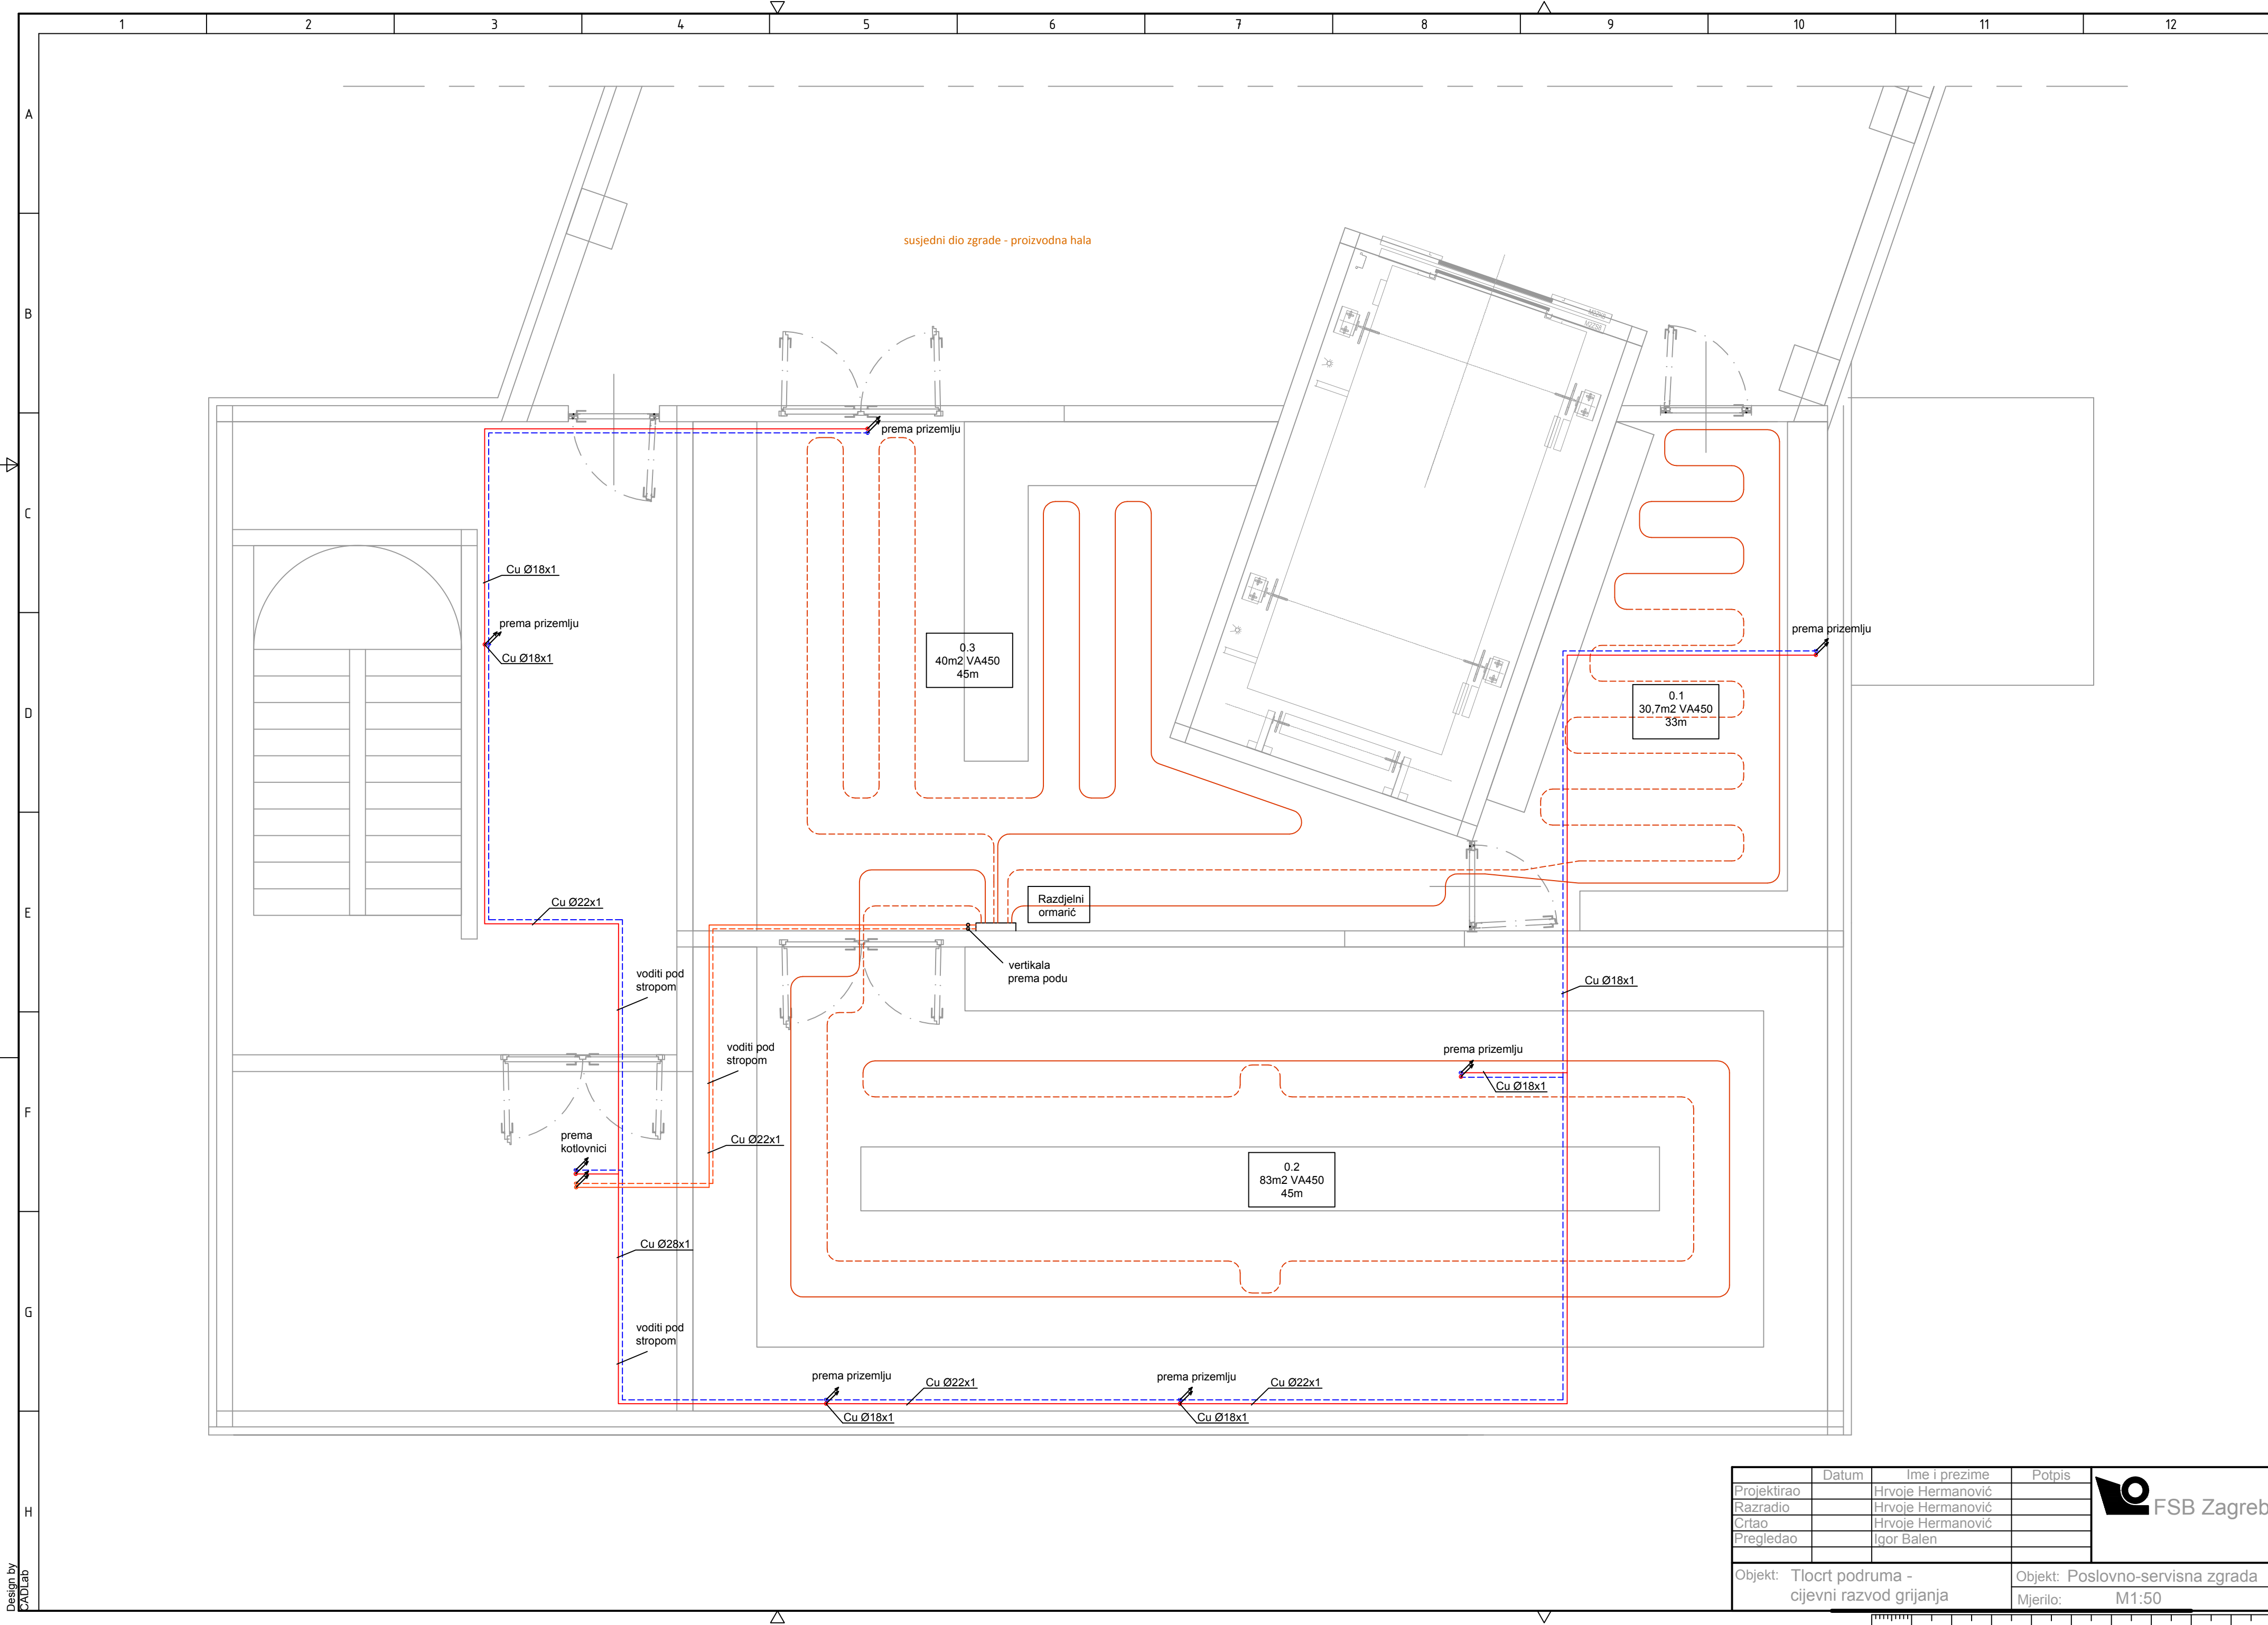 1 2 3 4 5 6 7 8 9 10 11 12
A
susjedni dio zgrade - proizvodna hala
B
prema prizemlju
C
Cu Ø18x1
prema prizemlju
Cu Ø18x1
0.3
40m2 VA450
45m
prema prizemlju
D
0.1
30,7m2 VA450
33m
E
Cu Ø22x1
Razdjelni
ormarić
voditi pod
stropom
vertikala
prema podu
Cu Ø18x1
voditi pod
stropom
prema prizemlju
Cu Ø18x1
F
prema
kotlovnici
Cu Ø22x1
0.2
83m2 VA450
45m
Cu Ø28x1
G
voditi pod
stropom
prema prizemlju
Cu Ø22x1
Cu Ø18x1
prema prizemlju
Cu Ø22x1
Cu Ø18x1
H
Datum Ime i prezime Potpis
Projektirao Hrvoje Hermanović
Razradio Hrvoje Hermanović
Crtao Hrvoje Hermanović
Pregledao Igor Balen
FSB Zagreb
Objekt: Tlocrt podruma -
cijevni razvod grijanja
Objekt: Poslovno-servisna zgrada
Mjerilo: M1:50
Design by
CADLab